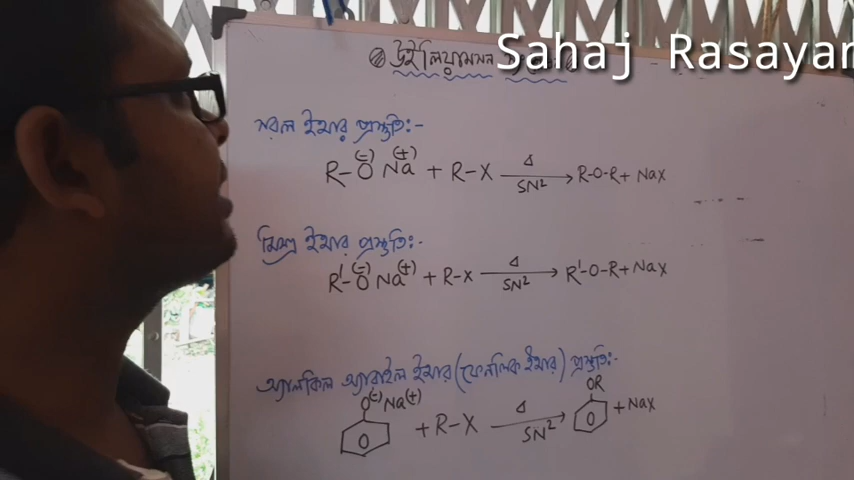 Sahaj Rasayan
উইলিয়ামসন
সরল ইথার প্রস্তুতি:-
R-O(-) Na(+) + R-X —Δ/SN²→ R-O-R + NaX
মিশ্র ইথার প্রস্তুতি:-
R'-O(-) Na(+) + R-X —Δ/SN²→ R'-O-R + NaX
অ্যালকিল অ্যারাইল ইথার (ফেনলিক ইথার) প্রস্তুতি:-
O(-) Na(+) + R-X —Δ/SN²→ OR + NaX